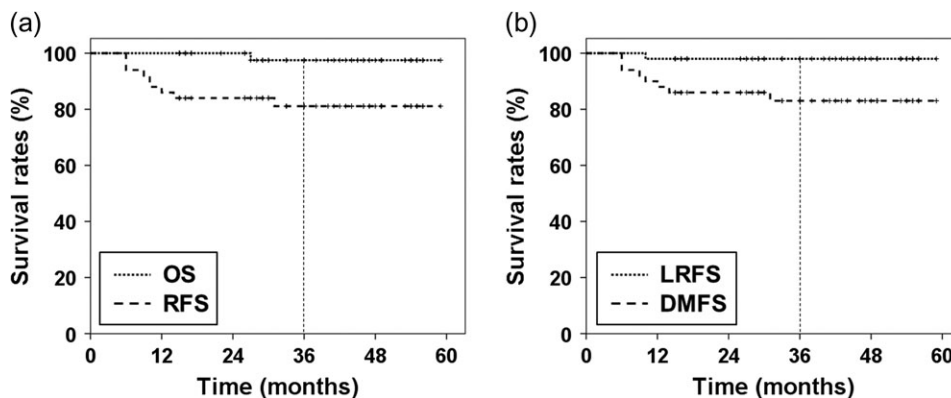 (a)
Survival rates (%)
100
80
60
40
20
0
OS
RFS
0 12 24 36 48 60
Time (months)
(b)
Survival rates (%)
100
80
60
40
20
0
LRFS
DMFS
0 12 24 36 48 60
Time (months)